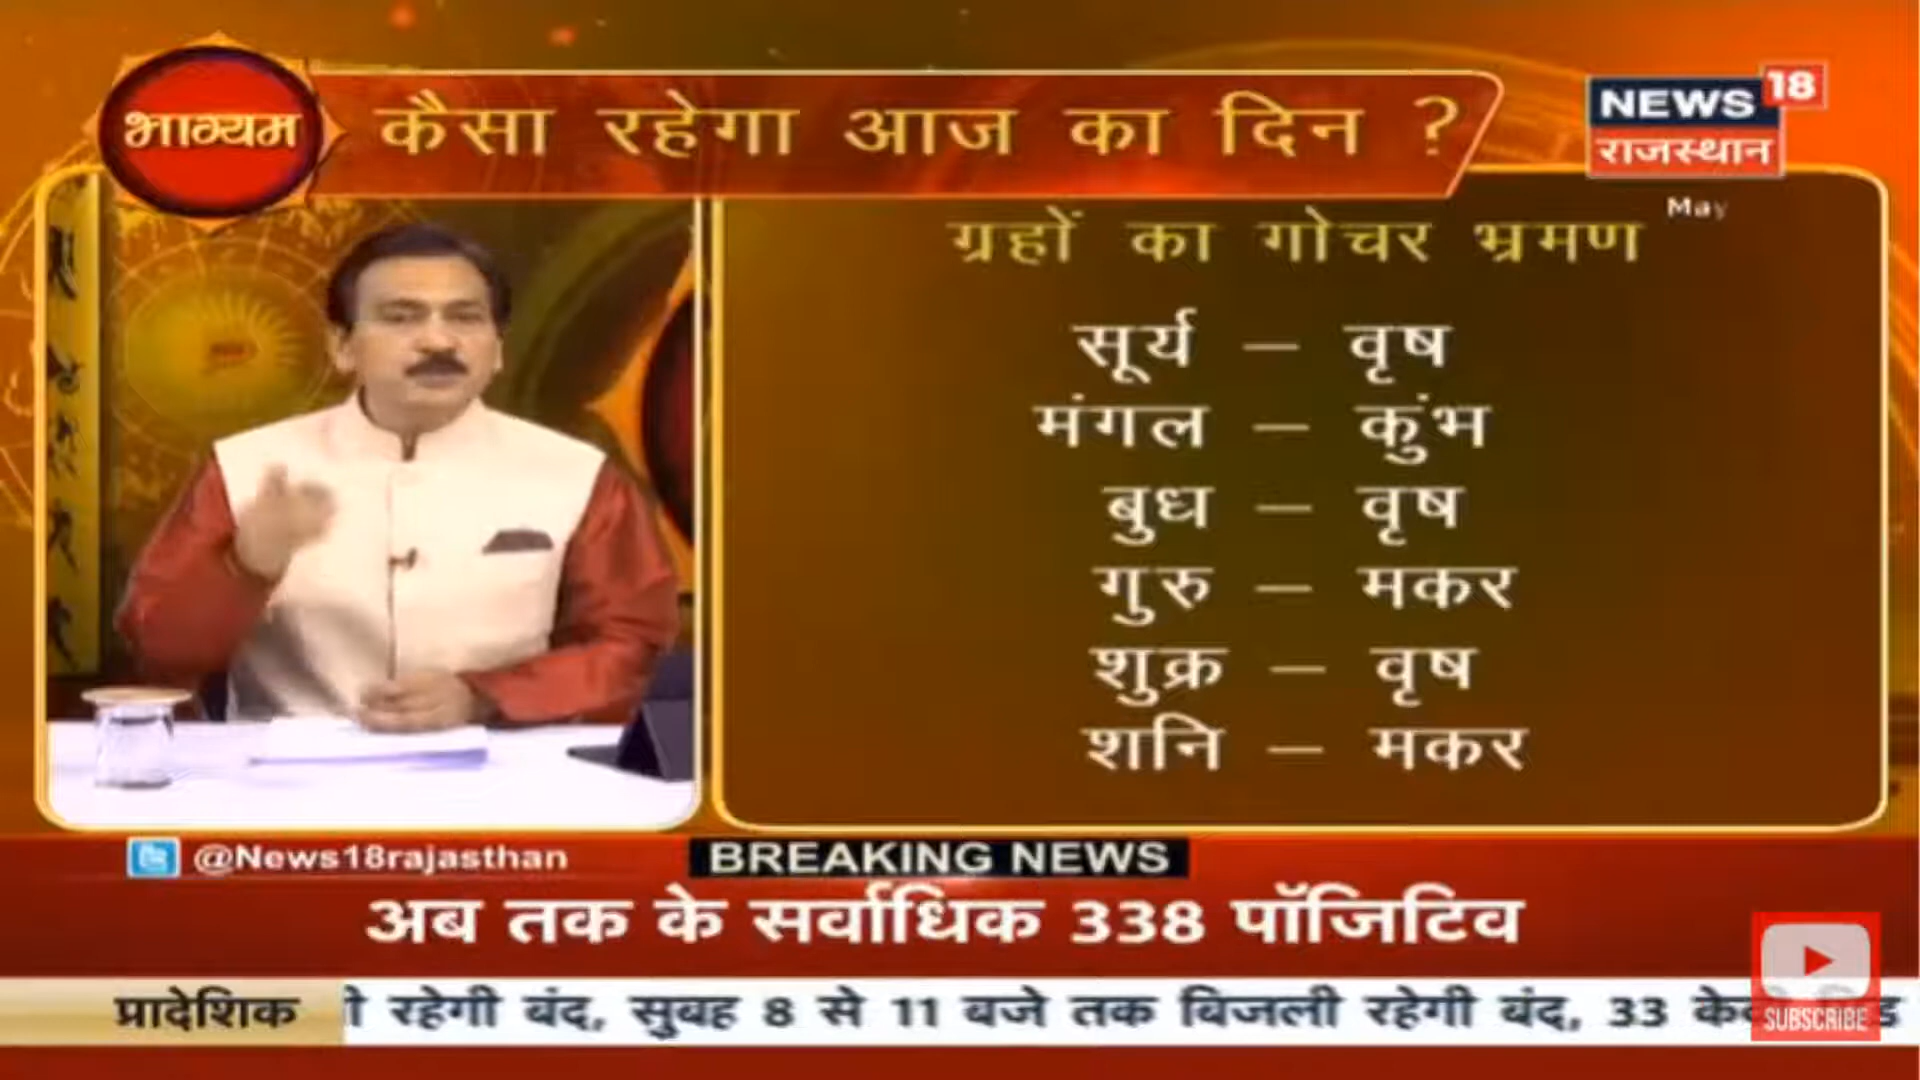 भाग्यम
कैसा रहेगा आज का दिन ?
NEWS 18
राजस्थान
May
ग्रहों का गोचर भ्रमण
सूर्य – वृष
मंगल – कुंभ
बुध – वृष
गुरु – मकर
शुक्र – वृष
शनि – मकर
@News18rajasthan
BREAKING NEWS
अब तक के सर्वाधिक 338 पॉजिटिव
प्रादेशिक
रहेगी बंद, सुबह 8 से 11 बजे तक बिजली रहेगी बंद, 33
SUBSCRIBE